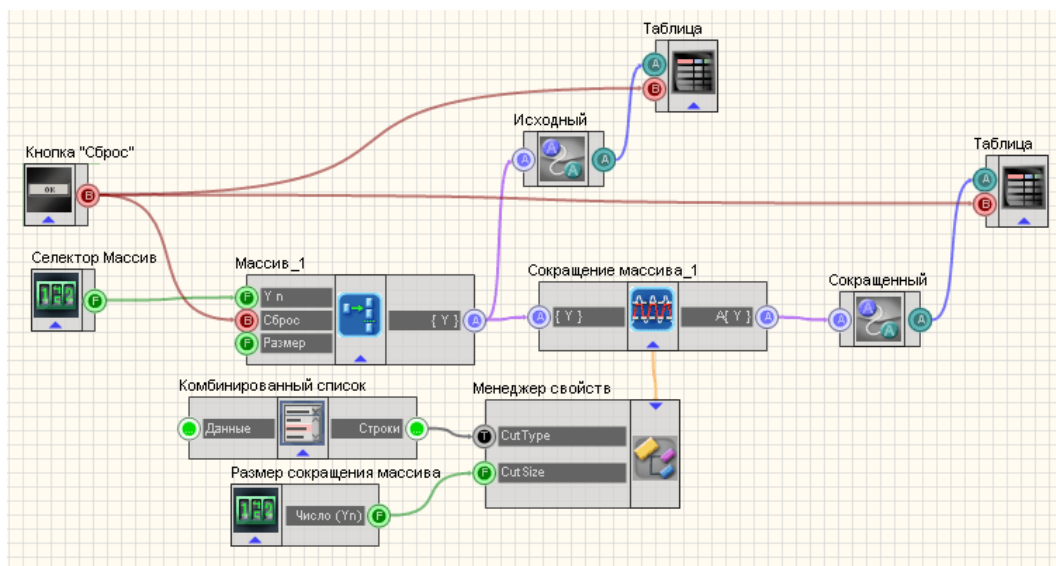 Таблица
A
B
Исходный
A
A
Таблица
A
B
Кнопка "Сброс"
OK
B
Селектор Массив
F
Массив_1
F
Y n
B
Сброс
F
Размер
{ Y }
A
Сокращение массива_1
A
{ Y }
A{ Y }
A
Сокращенный
A
A
Комбинированный список
Данные
Строки
Менеджер свойств
T
CutType
F
CutSize
Размер сокращения массива
Число (Yn)
F